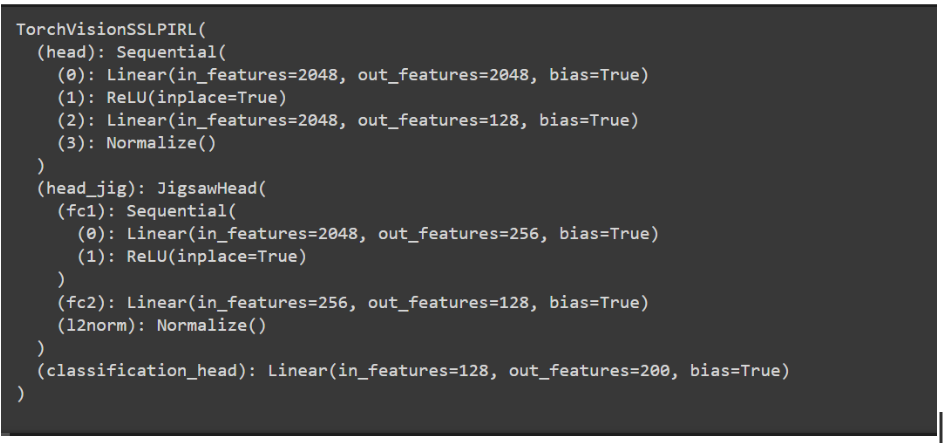 TorchVisionSSLPIRL(
  (head): Sequential(
    (0): Linear(in_features=2048, out_features=2048, bias=True)
    (1): ReLU(inplace=True)
    (2): Linear(in_features=2048, out_features=128, bias=True)
    (3): Normalize()
  )
  (head_jig): JigsawHead(
    (fc1): Sequential(
      (0): Linear(in_features=2048, out_features=256, bias=True)
      (1): ReLU(inplace=True)
    )
    (fc2): Linear(in_features=256, out_features=128, bias=True)
    (l2norm): Normalize()
  )
  (classification_head): Linear(in_features=128, out_features=200, bias=True)
)